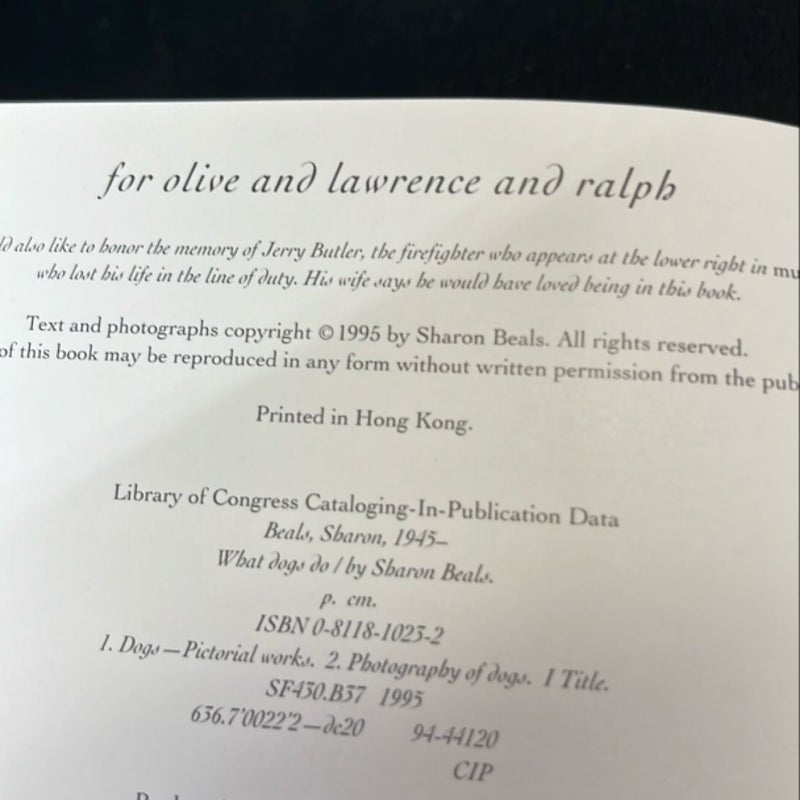 for olive and lawrence and ralph
also like to honor the memory of Jerry Butler, the firefighter who appears at the lower right in
who lost his life in the line of duty. His wife says he would have loved being in this book.
Text and photographs copyright © 1995 by Sharon Beals. All rights reserved.
of this book may be reproduced in any form without written permission from the
Printed in Hong Kong.
Library of Congress Cataloging-In-Publication Data
Beals, Sharon, 1945–
What dogs do / by Sharon Beals.
p. cm.
ISBN 0-8118-1023-2
1. Dogs—Pictorial works. 2. Photography of dogs. I Title.
SF430.B37 1995
636.7'0022'2—dc20 94-44120
CIP